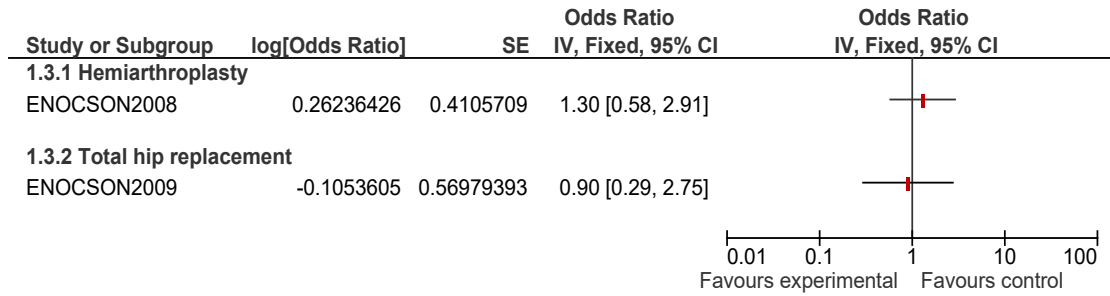 Odds Ratio Odds Ratio
Study or Subgroup log[Odds Ratio] SE IV, Fixed, 95% CI IV, Fixed, 95% CI
1.3.1 Hemiarthroplasty
ENOCSON2008 0.26236426 0.4105709 1.30 [0.58, 2.91]
1.3.2 Total hip replacement
ENOCSON2009 -0.1053605 0.56979393 0.90 [0.29, 2.75]
0.01 0.1 1 10 100
Favours experimental Favours control